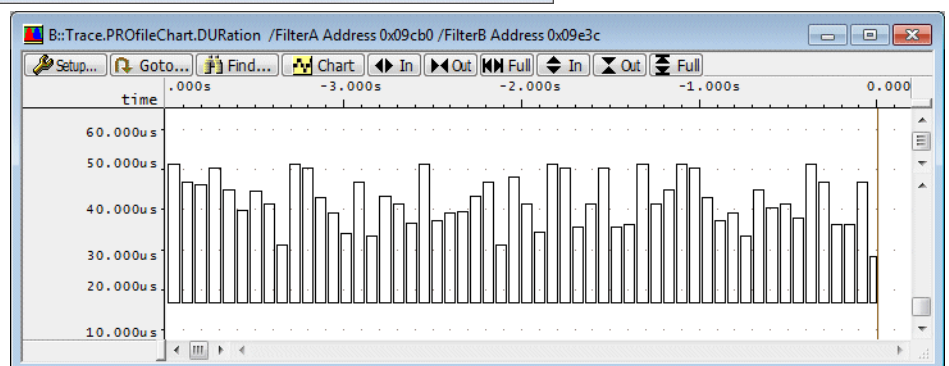 B::Trace.PROfileChart.DURation /FilterA Address 0x09cb0 /FilterB Address 0x09e3c
Setup... Goto... Find... Chart In Out Full In Out Full
.000s -3.000s -2.000s -1.000s 0.000
time
60.000us
50.000us
40.000us
30.000us
20.000us
10.000us